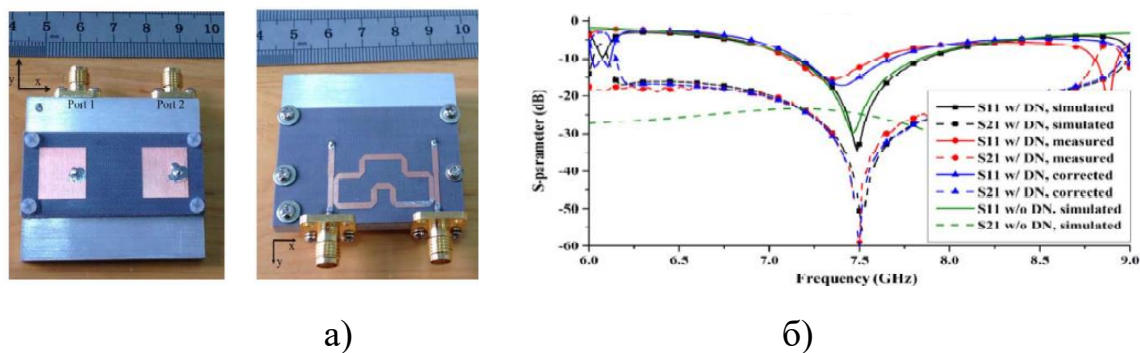 4 5 6 7 8 9 10
y
x
Port 1
Port 2
4 5 6 7 8 9 10
x
y
0
-10
-20
-30
-40
-50
-60
S-parameter (dB)
S11 w/ DN, simulated
S21 w/ DN, simulated
S11 w/ DN, measured
S21 w/ DN, measured
S11 w/ DN, corrected
S21 w/ DN, corrected
S11 w/o DN, simulated
S21 w/o DN, simulated
6.0 6.5 7.0 7.5 8.0 8.5 9.0
Frequency (GHz)
а) б)